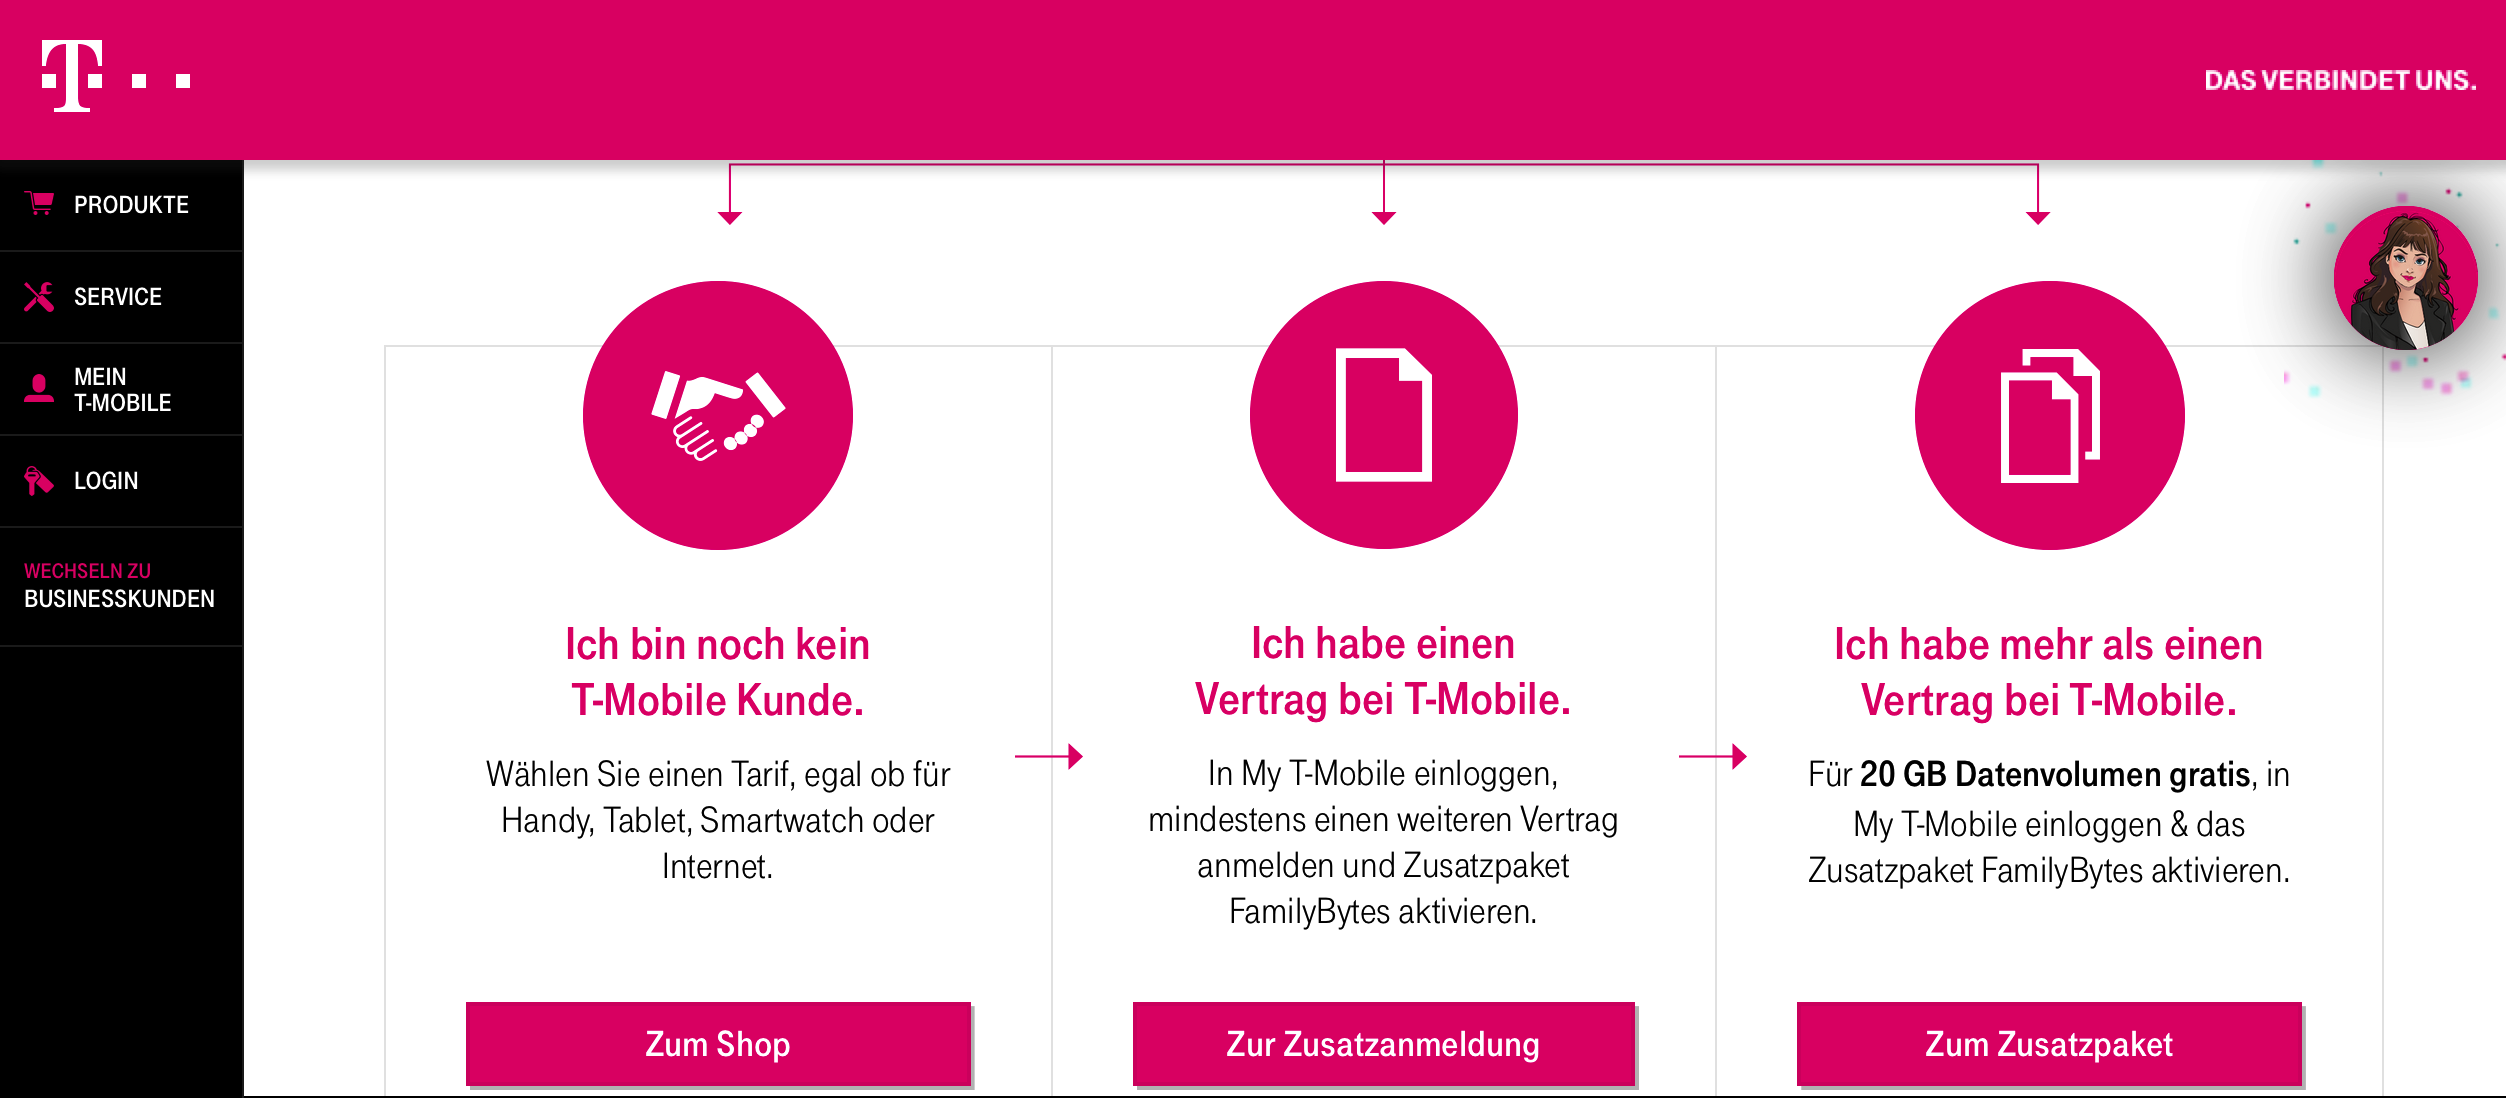 T
DAS VERBINDET UNS.
PRODUKTE
SERVICE
MEIN
T-MOBILE
LOGIN
WECHSELN ZU
BUSINESSKUNDEN
Ich bin noch kein
T-Mobile Kunde.
Wählen Sie einen Tarif, egal ob für
Handy, Tablet, Smartwatch oder
Internet.
Zum Shop
Ich habe einen
Vertrag bei T-Mobile.
In My T-Mobile einloggen,
mindestens einen weiteren Vertrag
anmelden und Zusatzpaket
FamilyBytes aktivieren.
Zur Zusatzanmeldung
Ich habe mehr als einen
Vertrag bei T-Mobile.
Für 20 GB Datenvolumen gratis, in
My T-Mobile einloggen & das
Zusatzpaket FamilyBytes aktivieren.
Zum Zusatzpaket